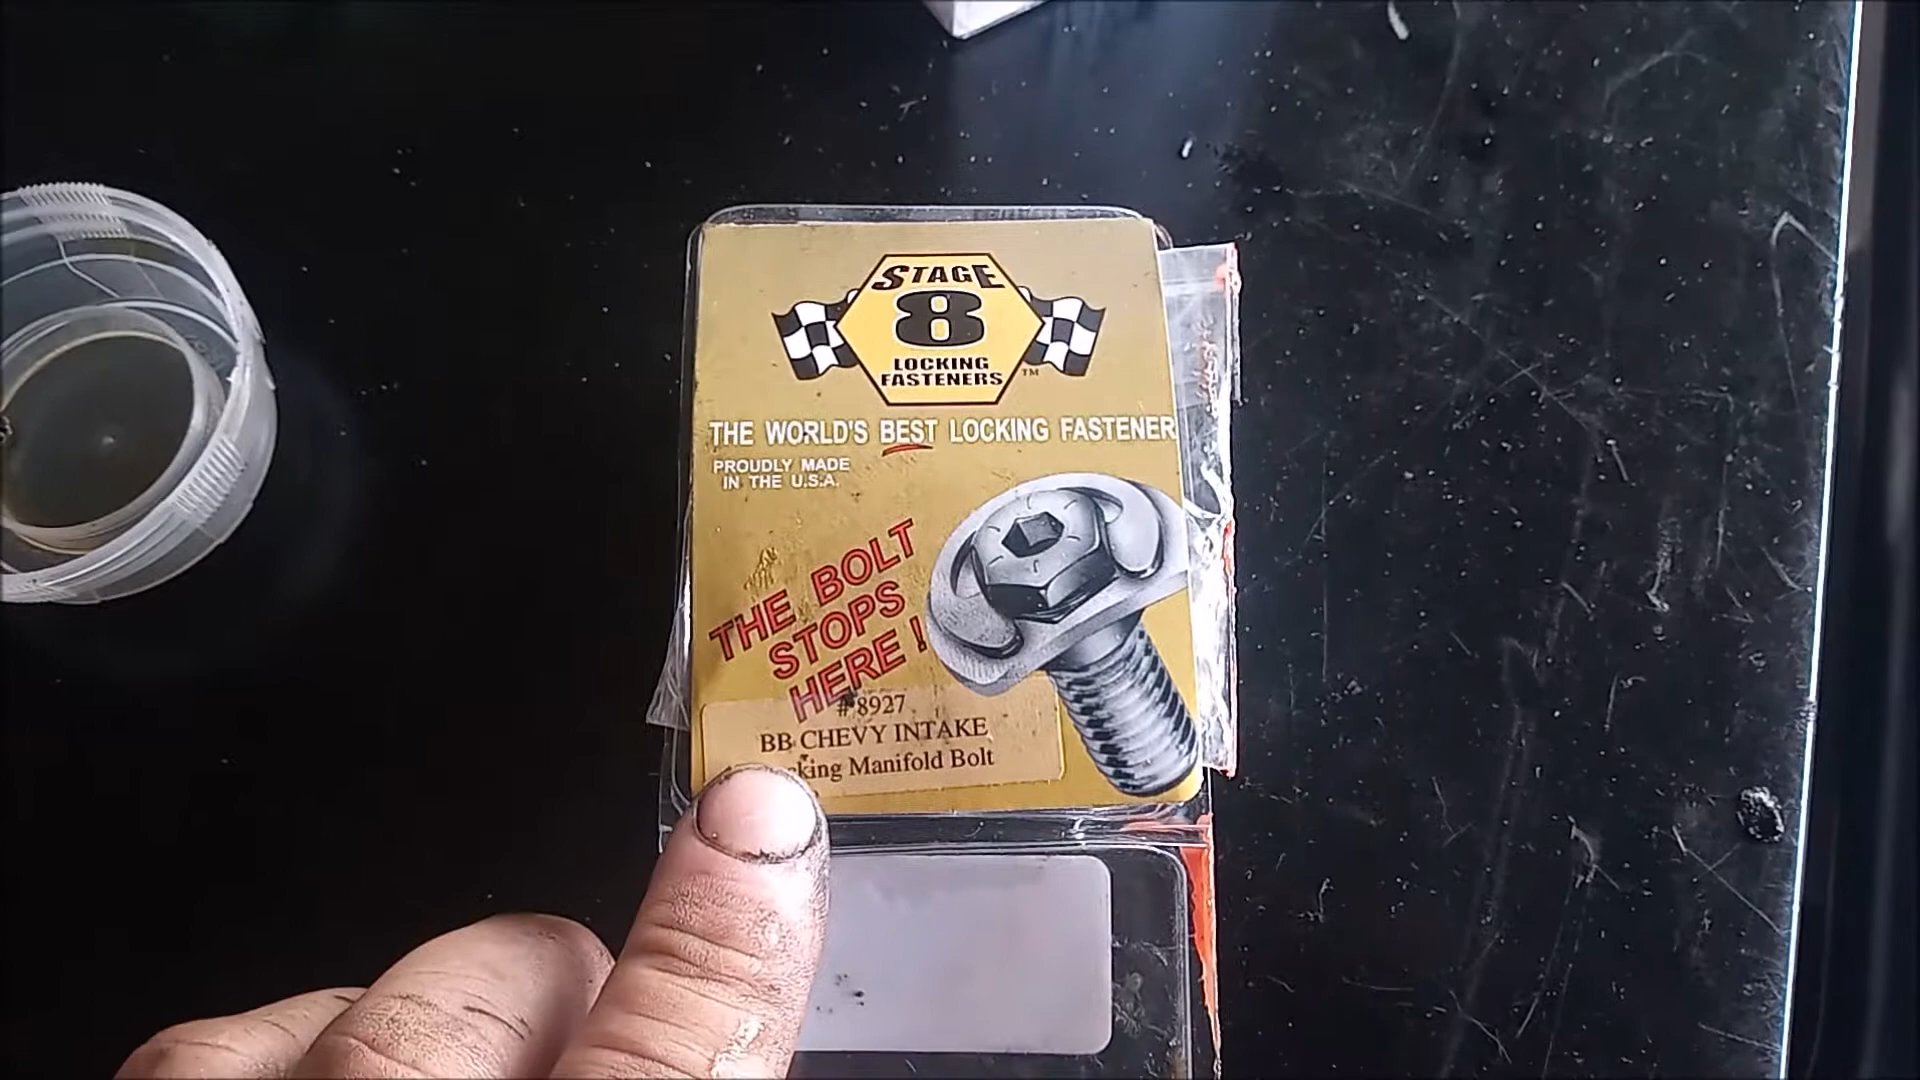 STAGE
8
LOCKING
FASTENERS™
THE WORLD'S BEST LOCKING FASTENER
PROUDLY MADE
IN THE U.S.A.
THE BOLT
STOPS
HERE !
# 8927
BB CHEVY INTAKE
Manifold Bolt